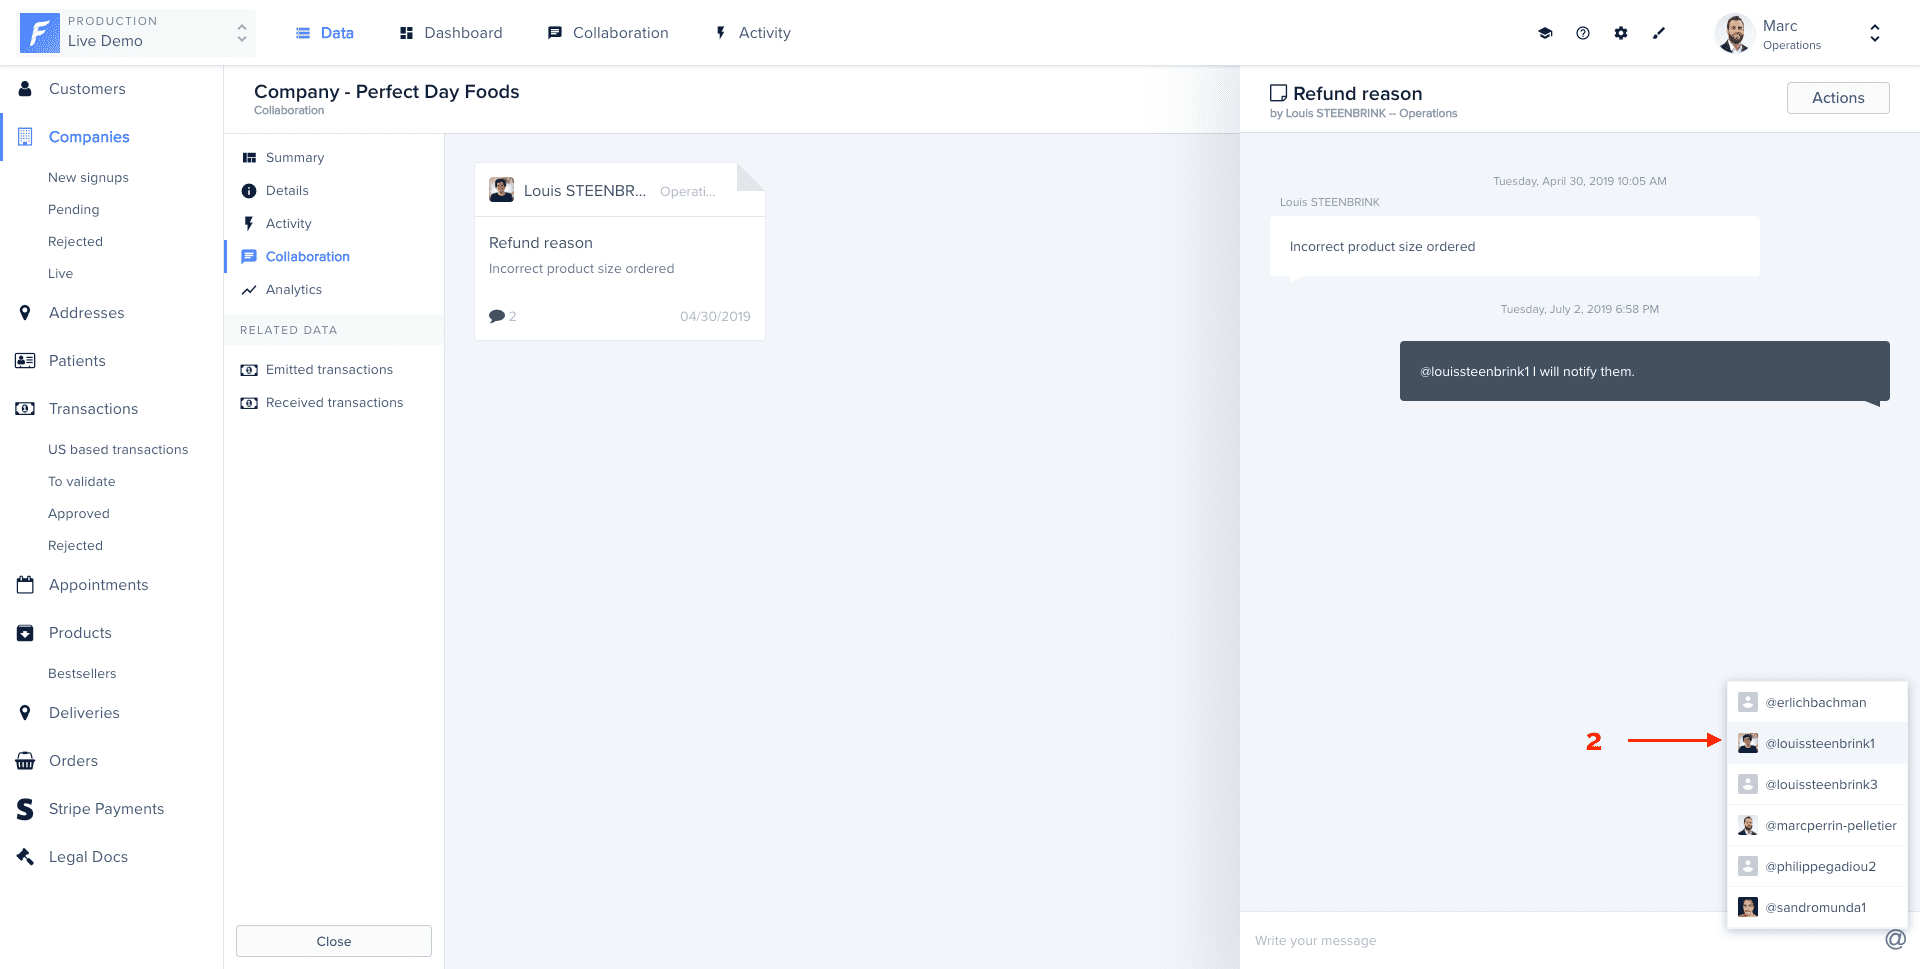 PRODUCTION
Live Demo
Data
Dashboard
Collaboration
Activity
Marc
Operations
Customers
Companies
New signups
Pending
Rejected
Live
Addresses
Patients
Transactions
US based transactions
To validate
Approved
Rejected
Appointments
Products
Bestsellers
Deliveries
Orders
Stripe Payments
Legal Docs
Company - Perfect Day Foods
Collaboration
Summary
Details
Activity
Collaboration
Analytics
RELATED DATA
Emitted transactions
Received transactions
Close
Louis STEENBR... Operati...
Refund reason
Incorrect product size ordered
2 04/30/2019
Refund reason
by Louis STEENBRINK -- Operations
Actions
Tuesday, April 30, 2019 10:05 AM
Louis STEENBRINK
Incorrect product size ordered
Tuesday, July 2, 2019 6:58 PM
@louissteenbrink1 I will notify them.
2
@erlichbachman
@louissteenbrink1
@louissteenbrink3
@marcperrin-pelletier
@philippegadiou2
@sandromunda1
Write your message
@